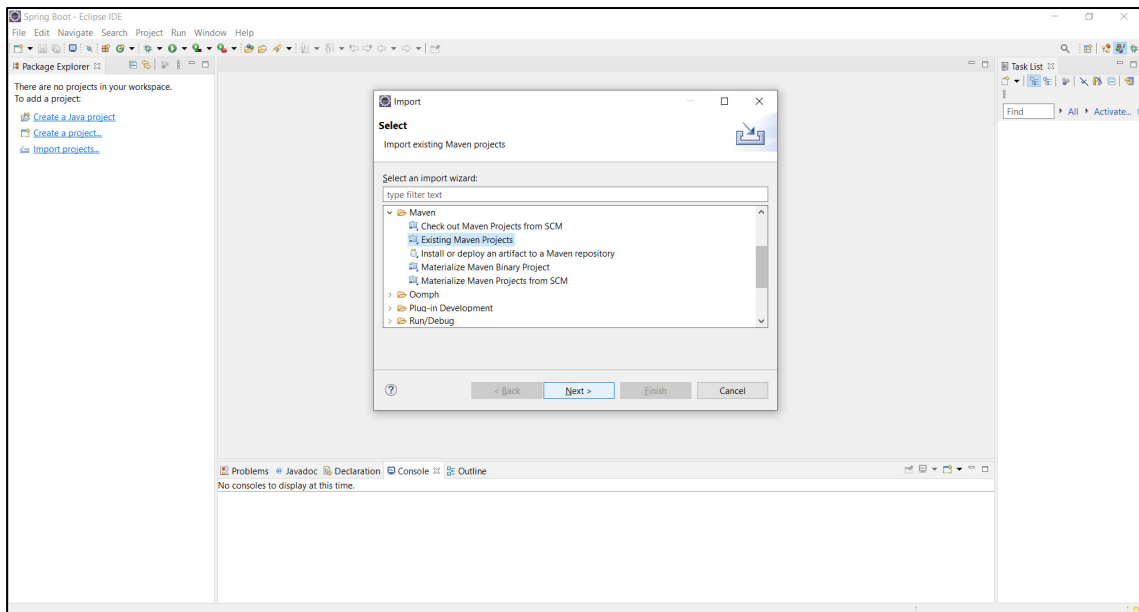 Spring Boot - Eclipse IDE
File Edit Navigate Search Project Run Window Help
Package Explorer
There are no projects in your workspace.
To add a project:
Create a Java project
Create a project...
Import projects...
Import
Select
Import existing Maven projects
Select an import wizard:
type filter text
Maven
Check out Maven Projects from SCM
Existing Maven Projects
Install or deploy an artifact to a Maven repository
Materialize Maven Binary Project
Materialize Maven Projects from SCM
Oomph
Plug-in Development
Run/Debug
< Back Next > Finish Cancel
Task List
Find All Activate...
Problems Javadoc Declaration Console Outline
No consoles to display at this time.